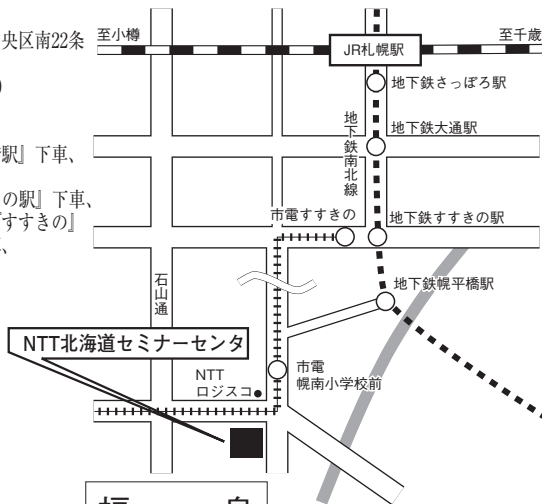 央区南22条
至小樽
至千歳
JR札幌駅
地下鉄さっぽろ駅
地下鉄南北線
地下鉄大通駅
駅』下車、
の駅』下車、
『すすきの』
市電すすきの
地下鉄すすきの駅
石山通
地下鉄幌平橋駅
NTT北海道セミナーセンタ
NTT
ロジスコ
市電
幌南小学校前